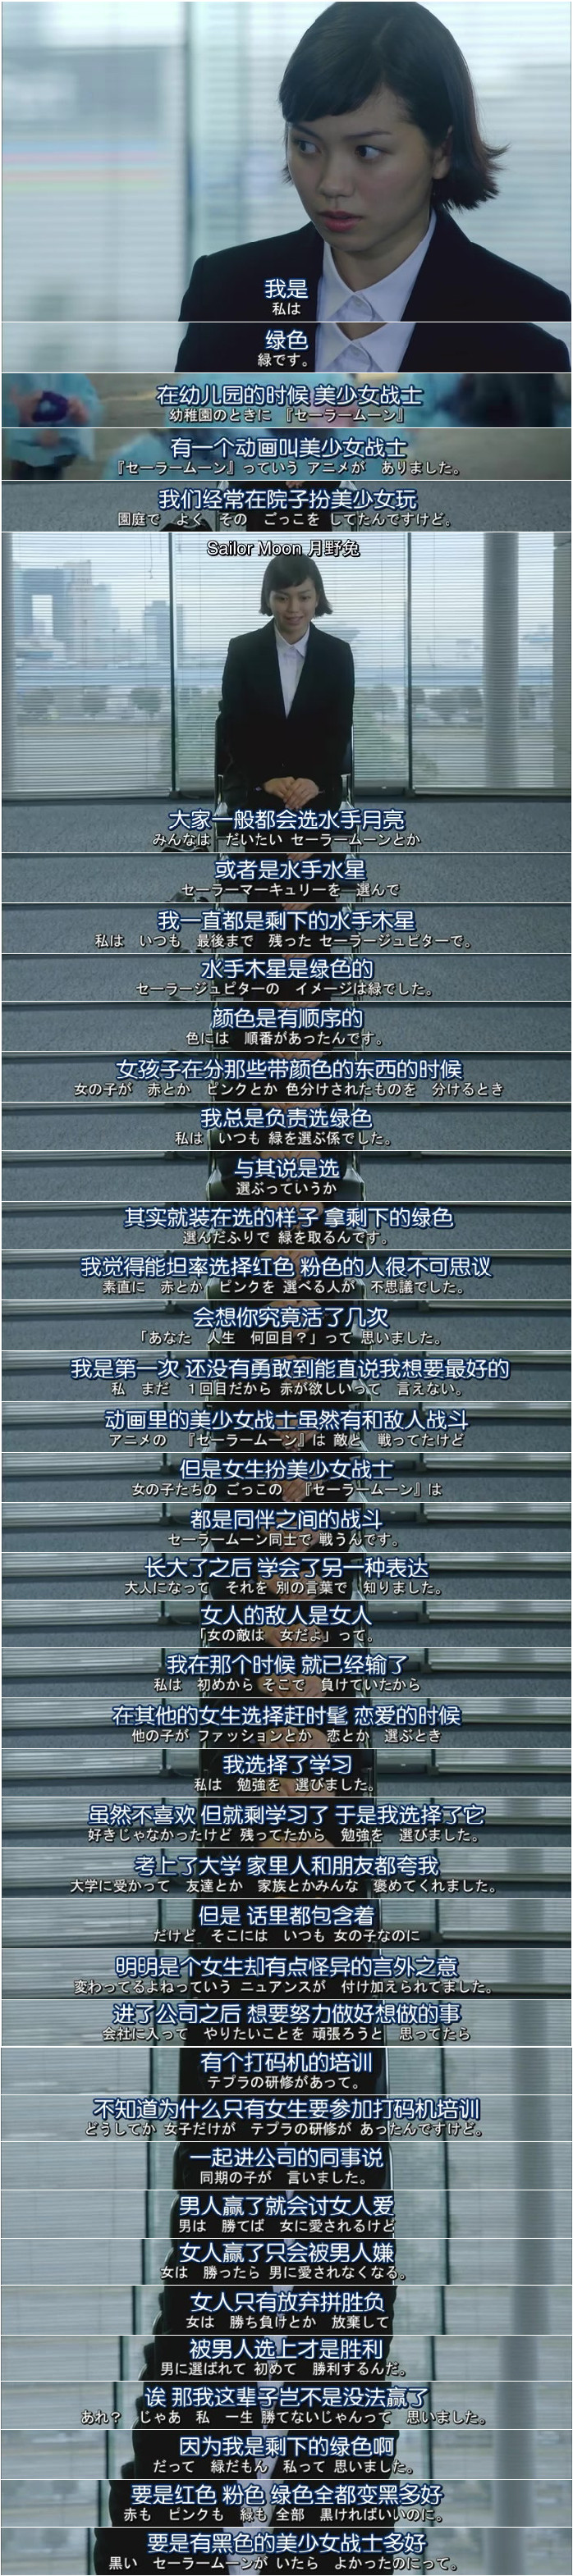 我是
私は
绿色
緑です。
在幼儿园的时候 美少女战士
幼稚園のときに 『セーラームーン』
有一个动画叫美少女战士
『セーラームーン』っていう アニメが ありました。
我们经常在院子扮美少女玩
園庭で よく その ごっこを してたんですけど。
Sailor Moon 月野兔
大家一般都会选水手月亮
みんなは だいたい セーラームーンとか
或者是水手水星
セーラーマーキュリーを 選んで
我一直都是剩下的水手木星
私は いつも 最後まで 残った セーラージュピターで。
水手木星是绿色的
セーラージュピターの イメージは緑でした。
颜色是有顺序的
色には 順番があったんです。
女孩子在分那些带颜色的东西的时候
女の子が 赤とか ピンクとか 色分けされたものを 分けるとき
我总是负责选绿色
私は いつも 緑を選ぶ係でした。
与其说是选
選ぶっていうか
其实就装在选的样子 拿剩下的绿色
選んだふりで 緑を取るんです。
我觉得能坦率选择红色 粉色的人很不可思议
素直に 赤とか ピンクを 選べる人が 不思議でした。
会想你究竟活了几次
「あなた 人生 何回目？」って 思いました。
我是第一次 还没有勇敢到能直说我想要最好的
私 まだ 1回目だから 赤が欲しいって 言えない。
动画里的美少女战士虽然有和敌人战斗
アニメの 『セーラームーン』は 敵と 戦ってたけど
但是女生扮美少女战士
女の子たちの ごっこの 『セーラームーン』は
都是同伴之间的战斗
セーラームーン同士で 戦うんです。
长大了之后 学会了另一种表达
大人になって それを 別の言葉で 知りました。
女人的敌人是女人
「女の敵は 女だよ」って。
我在那个时候 就已经输了
私は 初めから そこで 負けていたから
在其他的女生选择赶时髦 恋爱的时候
他の子が ファッションとか 恋とか 選ぶとき
我选择了学习
私は 勉強を 選びました。
虽然不喜欢 但就剩学习了 于是我选择了它
好きじゃなかったけど 残ってたから 勉強を 選びました。
考上了大学 家里人和朋友都夸我
大学に受かって 友達とか 家族とかみんな 褒めてくれました。
但是 话里都包含着
だけど そこには いつも 女の子なのに
明明是个女生却有点怪异的言外之意
変わってるよねっていう ニュアンスが 付け加えられてました。
进了公司之后 想要努力做好想做的事
会社に入って やりたいことを 頑張ろうと 思ってたら
有个打码机的培训
テプラの研修があって。
不知道为什么只有女生要参加打码机培训
どうしてか 女子だけが テプラの研修が あったんですけど。
一起进公司的同事说
同期の子が 言いました。
男人赢了就会讨女人爱
男は 勝てば 女に愛されるけど
女人赢了只会被男人嫌
女は 勝ったら 男に愛されなくなる。
女人只有放弃拼胜负
女は 勝ち負けとか 放棄して
被男人选上才是胜利
男に選ばれて 初めて 勝利するんだ。
诶 那我这辈子岂不是没法赢了
あれ？ じゃあ 私 一生 勝てないじゃんって 思いました。
因为我是剩下的绿色啊
だって 緑だもん 私って 思いました。
要是红色 粉色 绿色全都变黑多好
赤も ピンクも 緑も 全部 黒ければいいのに。
要是有黑色的美少女战士多好
黒い セーラームーンが いたら よかったのにって。